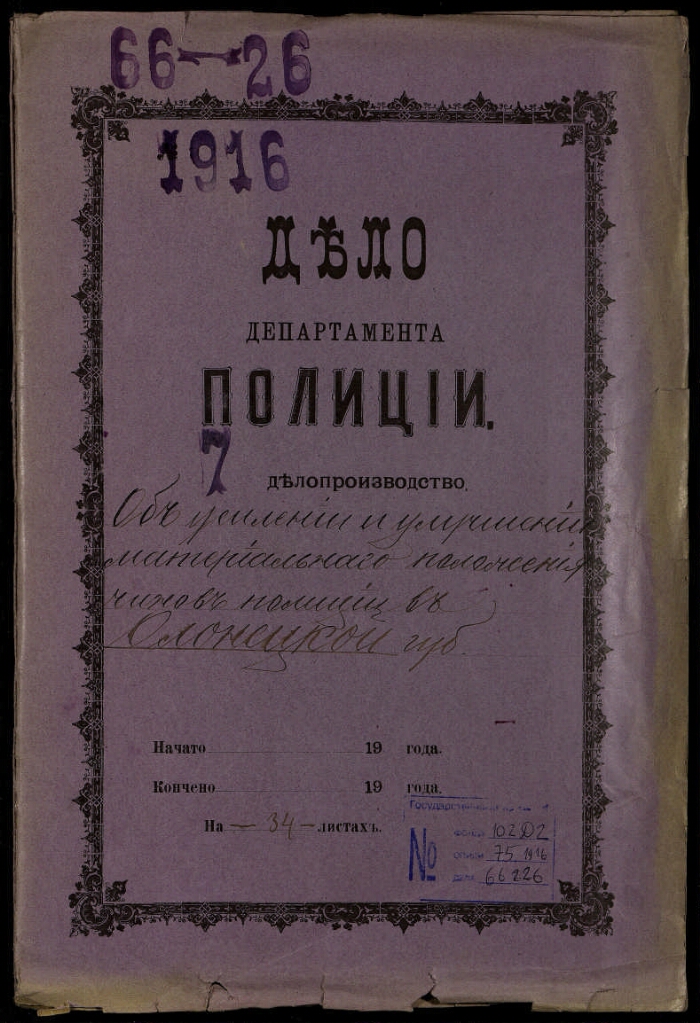 66—26
1916
ДѢЛО
ДЕПАРТАМЕНТА
ПОЛИЦІИ.
7
дѣлопроизводство.
Объ усиленіи и улучшеніи
матеріальнаго положенія
чиновъ полиціи въ
Олонецкой губ.
Начато 19 года.
Кончено 19 года.
На — 34 — листахъ.
№
фонд 102 Д2
описи 75 1916
дело 66 226